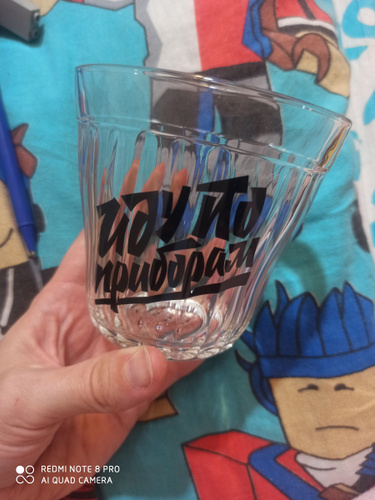 иду по
приборам
REDMI NOTE 8 PRO
AI QUAD CAMERA